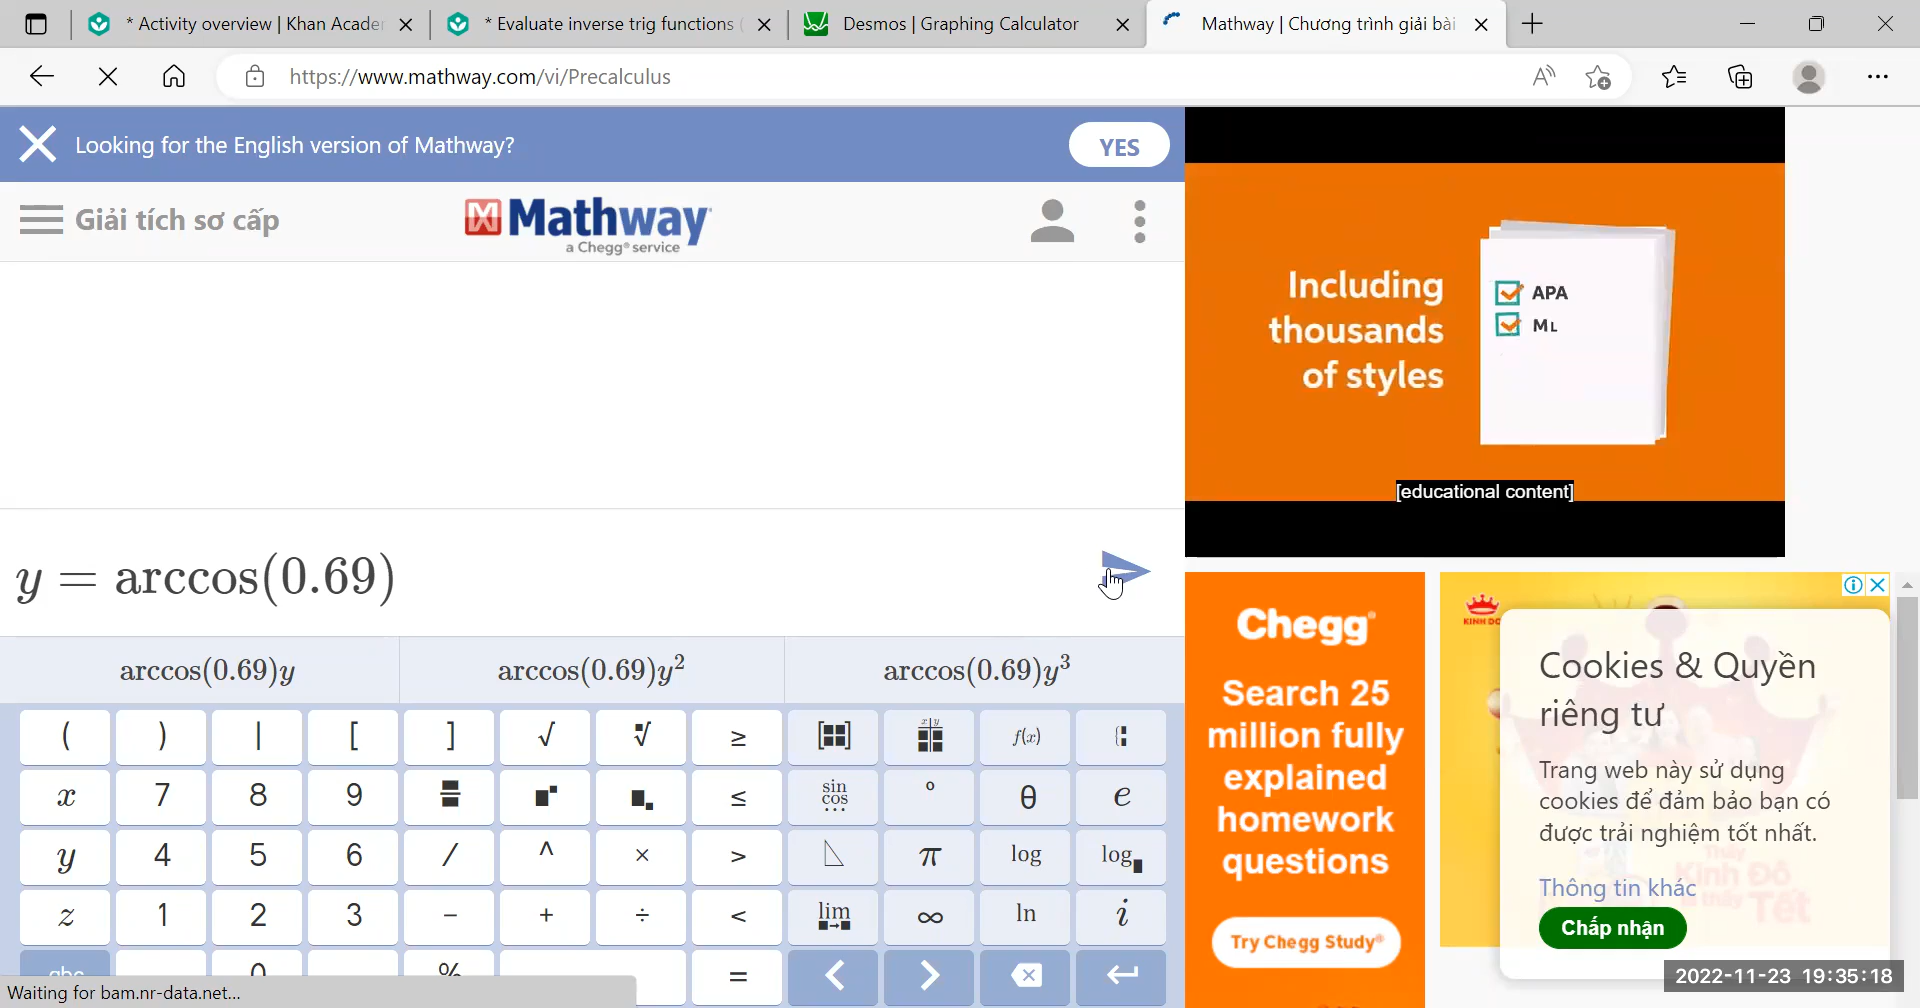 * Activity overview | Khan Acader
* Evaluate inverse trig functions (
Desmos | Graphing Calculator
Mathway | Chương trình giải bài
https://www.mathway.com/vi/Precalculus
Looking for the English version of Mathway?
YES
Giải tích sơ cấp
Mathway
a Chegg® service
y = arccos(0.69)
arccos(0.69)y
arccos(0.69)y²
arccos(0.69)y³
( ) | [ ] √ ∛ ≥ f(x)
x 7 8 9 ≤ sin cos ... ° θ e
y 4 5 6 / ^ × > π log log
z 1 2 3 − + ÷ < lim ∞ ln i
abc 0 % =
Waiting for bam.nr-data.net...
Including
thousands
of styles
APA
ML
[educational content]
Chegg®
Search 25
million fully
explained
homework
questions
Try Chegg Study®
KINH DO
Cookies & Quyền
riêng tư
Trang web này sử dụng
cookies để đảm bảo bạn có
được trải nghiệm tốt nhất.
Thông tin khác
Chấp nhận
2022-11-23 19:35:18